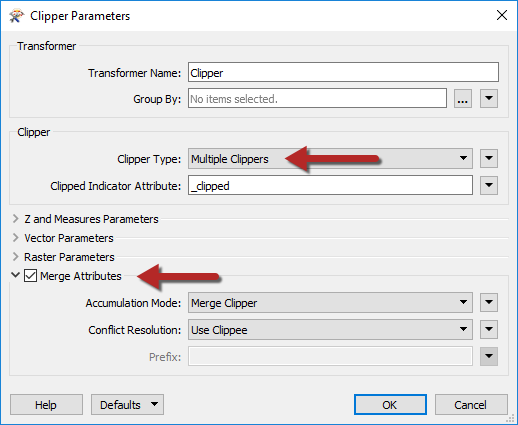 Clipper Parameters
Transformer
Transformer Name: Clipper
Group By: No items selected. ...
Clipper
Clipper Type: Multiple Clippers
Clipped Indicator Attribute: _clipped
Z and Measures Parameters
Vector Parameters
Raster Parameters
Merge Attributes
Accumulation Mode: Merge Clipper
Conflict Resolution: Use Clippee
Prefix:
Help Defaults OK Cancel